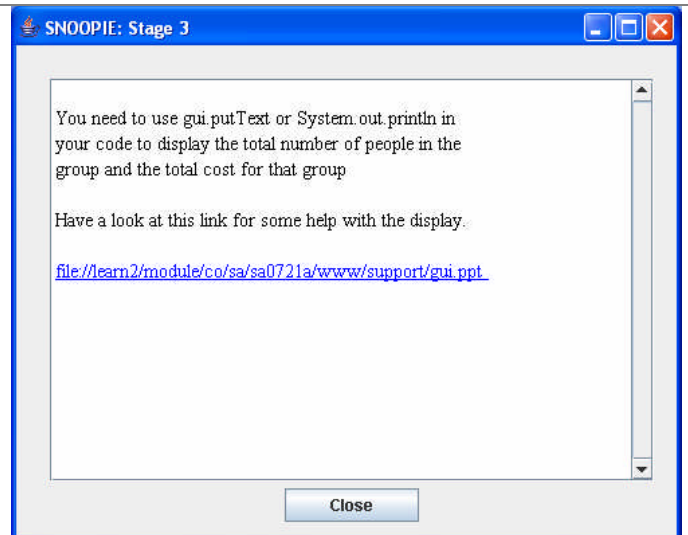 SNOOPIE: Stage 3
You need to use gui.putText or System.out.println in
your code to display the total number of people in the
group and the total cost for that group
Have a look at this link for some help with the display.
file://learn2/module/co/sa/sa0721a/www/support/gui.ppt
Close